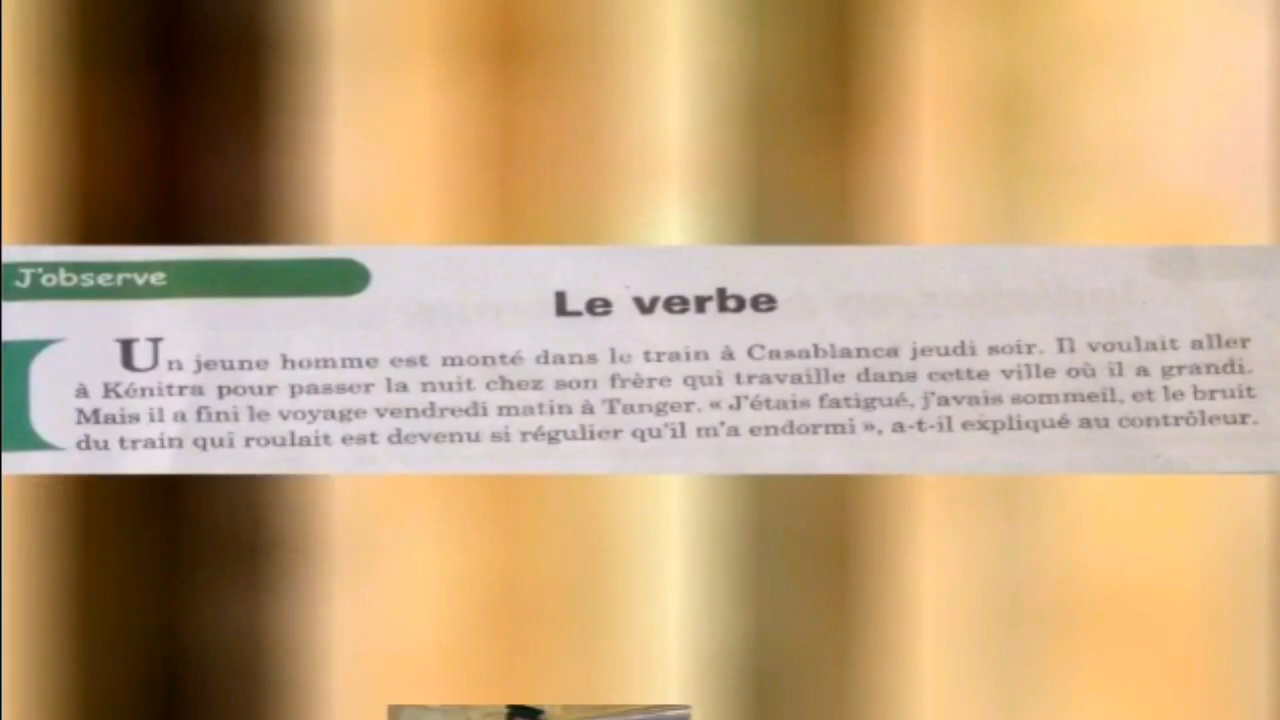 J'observe
Le verbe
Un jeune homme est monté dans le train à Casablanca jeudi soir. Il voulait aller
à Kénitra pour passer la nuit chez son frère qui travaille dans cette ville où il a grandi.
Mais il a fini le voyage vendredi matin à Tanger. « J'étais fatigué, j'avais sommeil, et le bruit
du train qui roulait est devenu si régulier qu'il m'a endormi », a-t-il expliqué au contrôleur.